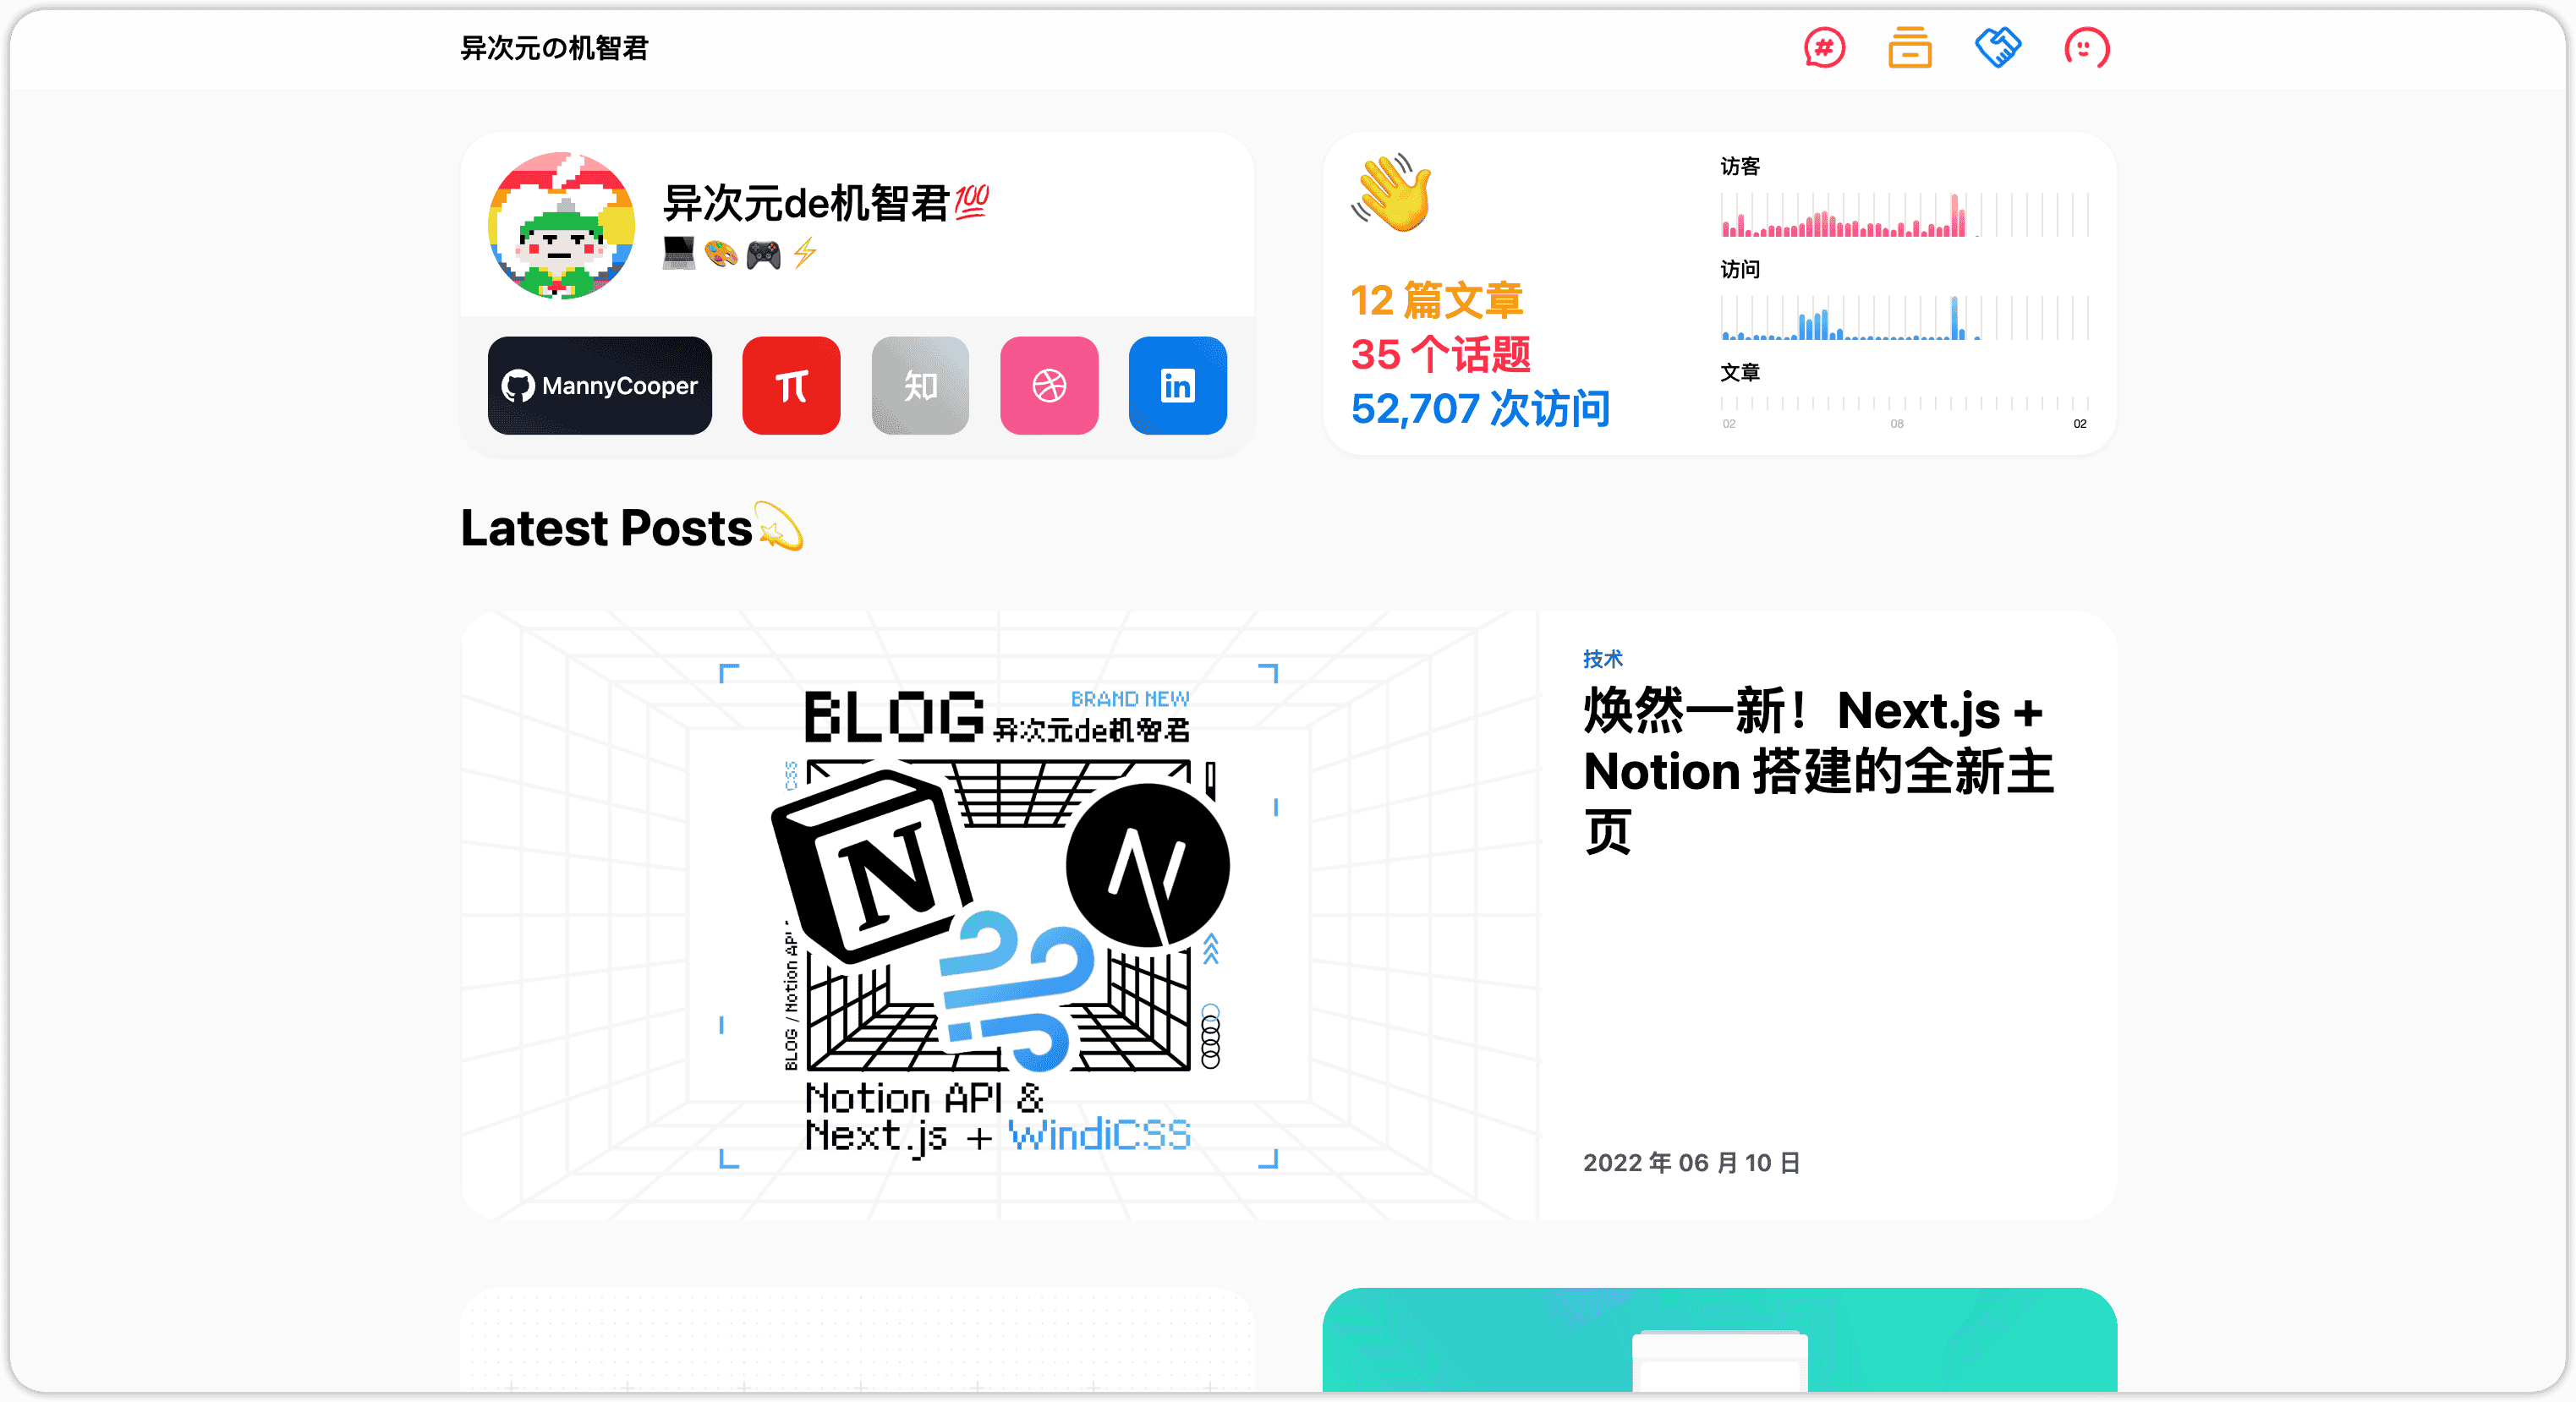 异次元の机智君
异次元de机智君💯
💻🎨🎮⚡
MannyCooper
知
in
12 篇文章
35 个话题
52,707 次访问
访客
访问
文章
02 08 02
Latest Posts💫
BLOG
BRAND NEW
异次元de机智君
CSS
BLOG / Notion API
N
Notion API &
Next.js + WindiCSS
技术
焕然一新！Next.js +
Notion 搭建的全新主
页
2022 年 06 月 10 日